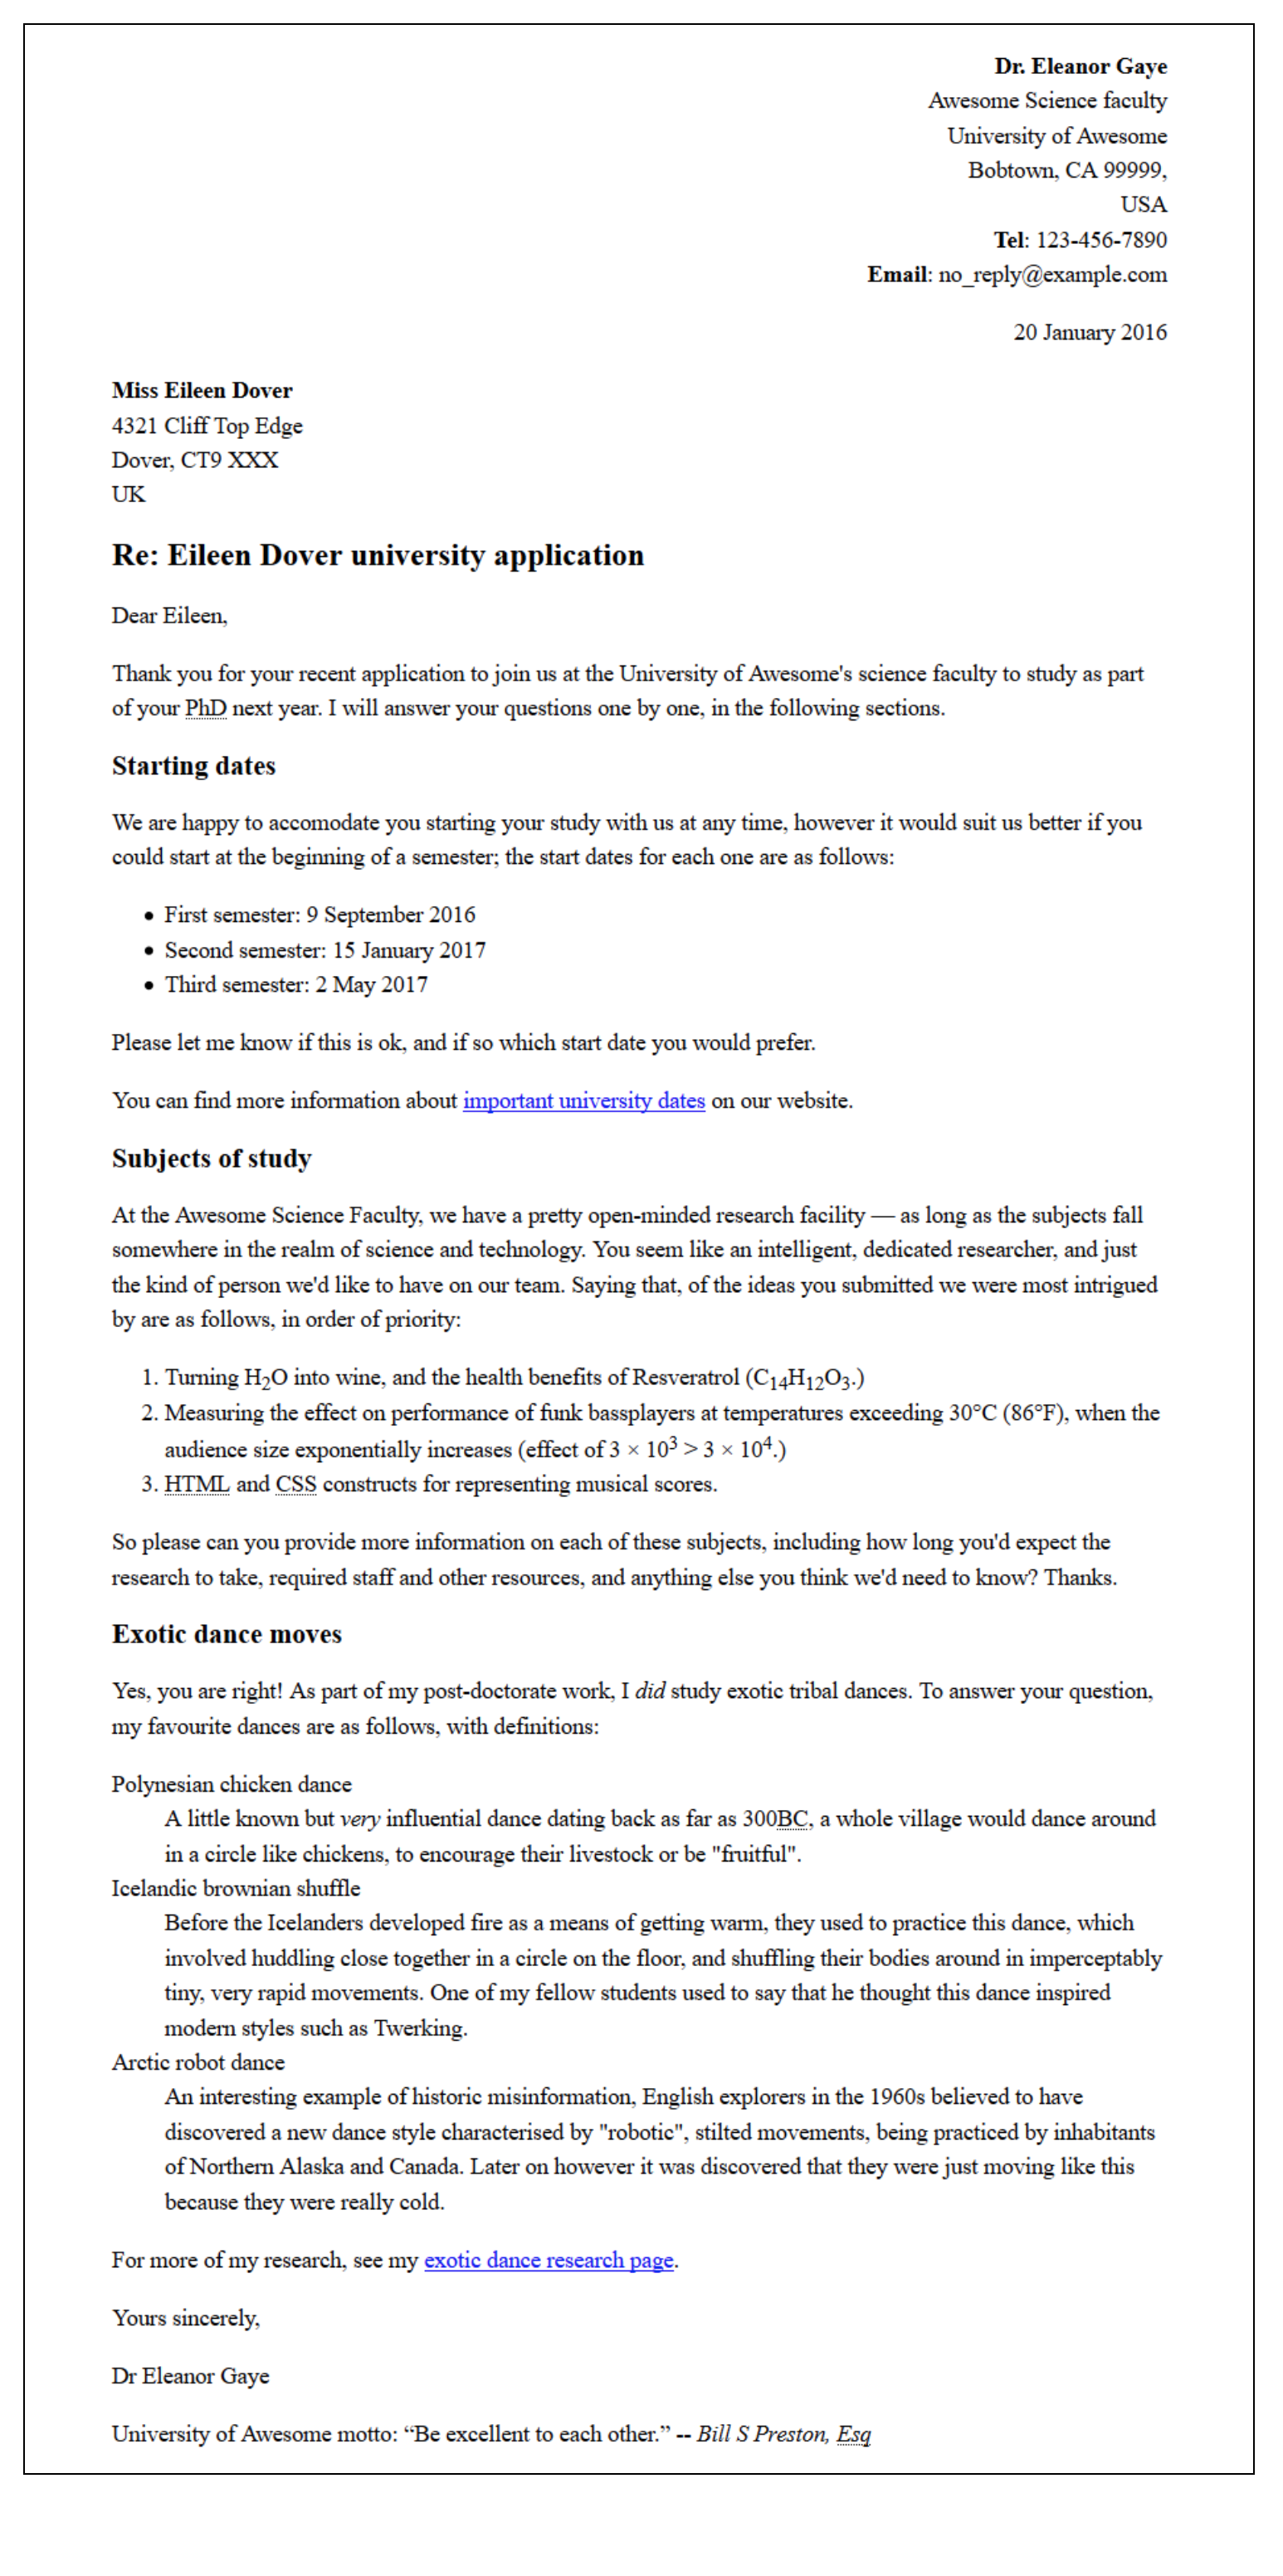 Dr. Eleanor Gaye
Awesome Science faculty
University of Awesome
Bobtown, CA 99999,
USA
Tel: 123-456-7890
Email: no_reply@example.com
20 January 2016
Miss Eileen Dover
4321 Cliff Top Edge
Dover, CT9 XXX
UK
Re: Eileen Dover university application
Dear Eileen,
Thank you for your recent application to join us at the University of Awesome's science faculty to study as part
of your PhD next year. I will answer your questions one by one, in the following sections.
Starting dates
We are happy to accomodate you starting your study with us at any time, however it would suit us better if you
could start at the beginning of a semester; the start dates for each one are as follows:
• First semester: 9 September 2016
• Second semester: 15 January 2017
• Third semester: 2 May 2017
Please let me know if this is ok, and if so which start date you would prefer.
You can find more information about important university dates on our website.
Subjects of study
At the Awesome Science Faculty, we have a pretty open-minded research facility — as long as the subjects fall
somewhere in the realm of science and technology. You seem like an intelligent, dedicated researcher, and just
the kind of person we'd like to have on our team. Saying that, of the ideas you submitted we were most intrigued
by are as follows, in order of priority:
1. Turning H₂O into wine, and the health benefits of Resveratrol (C₁₄H₁₂O₃.)
2. Measuring the effect on performance of funk bassplayers at temperatures exceeding 30°C (86°F), when the
audience size exponentially increases (effect of 3 × 10³ > 3 × 10⁴.)
3. HTML and CSS constructs for representing musical scores.
So please can you provide more information on each of these subjects, including how long you'd expect the
research to take, required staff and other resources, and anything else you think we'd need to know? Thanks.
Exotic dance moves
Yes, you are right! As part of my post-doctorate work, I did study exotic tribal dances. To answer your question,
my favourite dances are as follows, with definitions:
Polynesian chicken dance
A little known but very influential dance dating back as far as 300BC, a whole village would dance around
in a circle like chickens, to encourage their livestock or be "fruitful".
Icelandic brownian shuffle
Before the Icelanders developed fire as a means of getting warm, they used to practice this dance, which
involved huddling close together in a circle on the floor, and shuffling their bodies around in imperceptably
tiny, very rapid movements. One of my fellow students used to say that he thought this dance inspired
modern styles such as Twerking.
Arctic robot dance
An interesting example of historic misinformation, English explorers in the 1960s believed to have
discovered a new dance style characterised by "robotic", stilted movements, being practiced by inhabitants
of Northern Alaska and Canada. Later on however it was discovered that they were just moving like this
because they were really cold.
For more of my research, see my exotic dance research page.
Yours sincerely,
Dr Eleanor Gaye
University of Awesome motto: “Be excellent to each other.” -- Bill S Preston, Esq